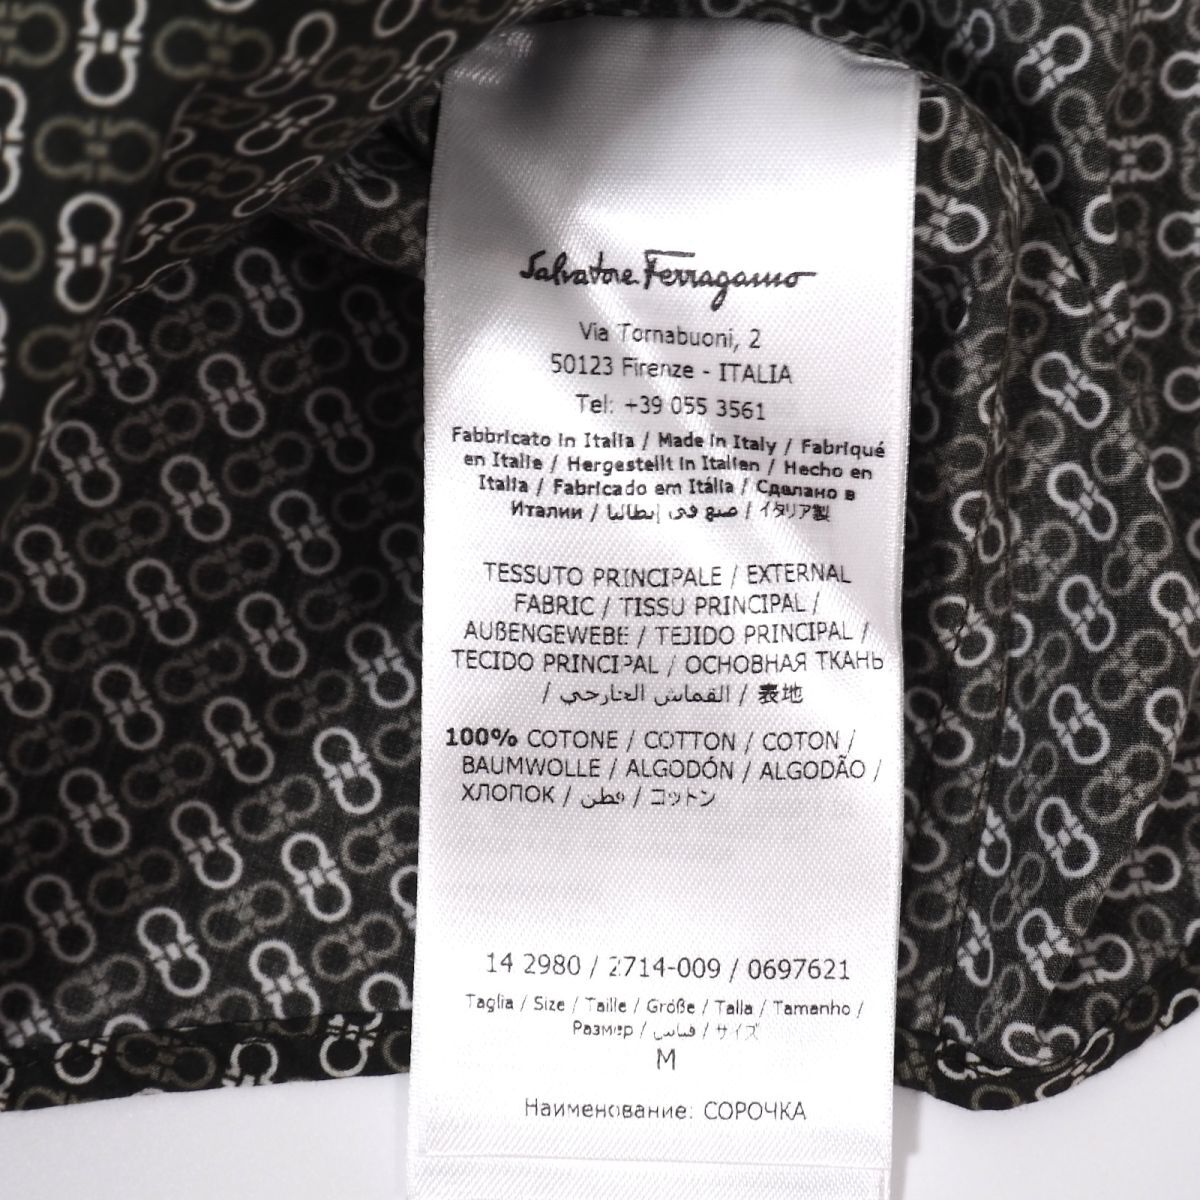 Salvatore Ferragamo
Via Tornabuoni, 2
50123 Firenze - ITALIA
Tel: +39 055 3561
Fabbricato in Italia / Made in Italy / Fabriqué
en Italie / Hergestellt in Italien / Hecho en
Italia / Fabricado em Itália / Сделано в
Италии / صنع في إيطاليا / イタリア製
TESSUTO PRINCIPALE / EXTERNAL
FABRIC / TISSU PRINCIPAL /
AUßENGEWEBE / TEJIDO PRINCIPAL /
TECIDO PRINCIPAL / ОСНОВНАЯ ТКАНЬ
/ القماش الخارجي / 表地
100% COTONE / COTTON / COTON /
BAUMWOLLE / ALGODÓN / ALGODÃO /
ХЛОПОК / قطن / コットン
14 2980 / 2714-009 / 0697621
Taglia / Size / Taille / Größe / Talla / Tamanho /
Размер / قياس / サイズ
M
Наименование: СОРОЧКА